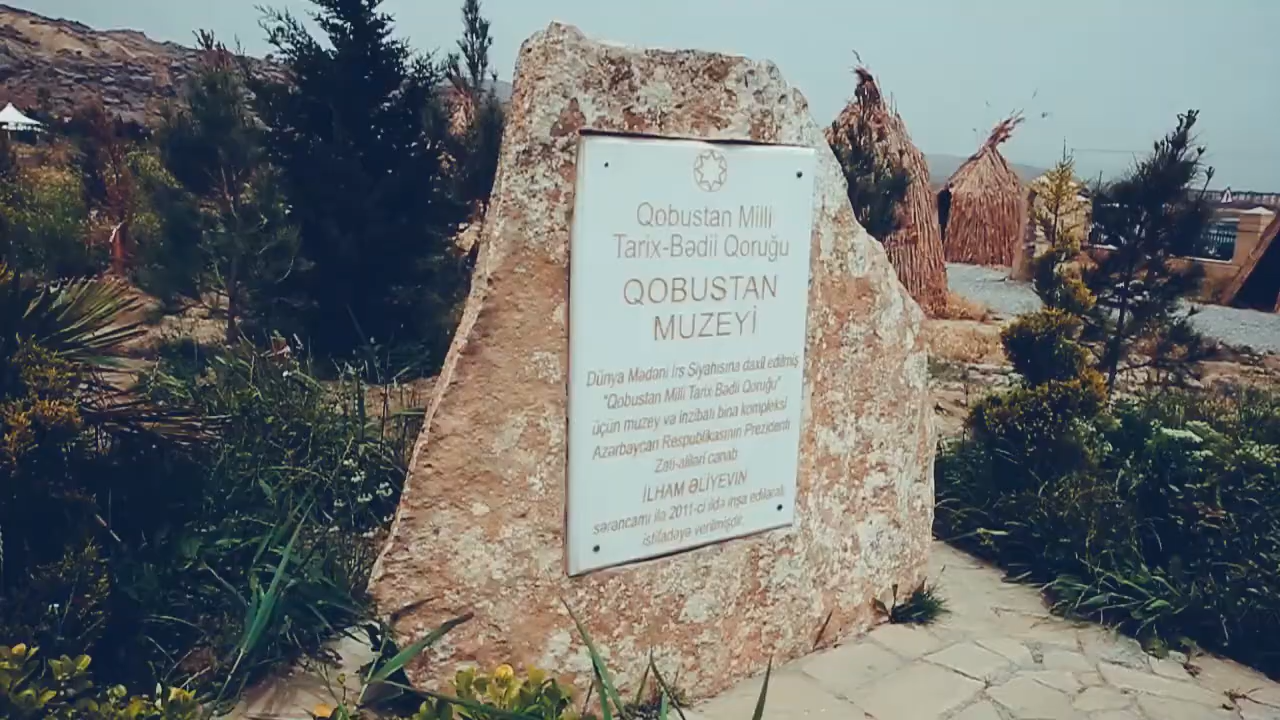 Qobustan Milli
Tarix-Bədii Qoruğu
QOBUSTAN
MUZEYİ
Dünya Mədəni İrs Siyahısına daxil edilmiş
"Qobustan Milli Tarix-Bədii Qoruğu"
üçün muzey və inzibati bina kompleksi
Azərbaycan Respublikasının Prezidenti
Zati-aliləri cənab
İLHAM ƏLİYEVİN
sərəncamı ilə 2011-ci ildə inşa edilərək
istifadəyə verilmişdir.